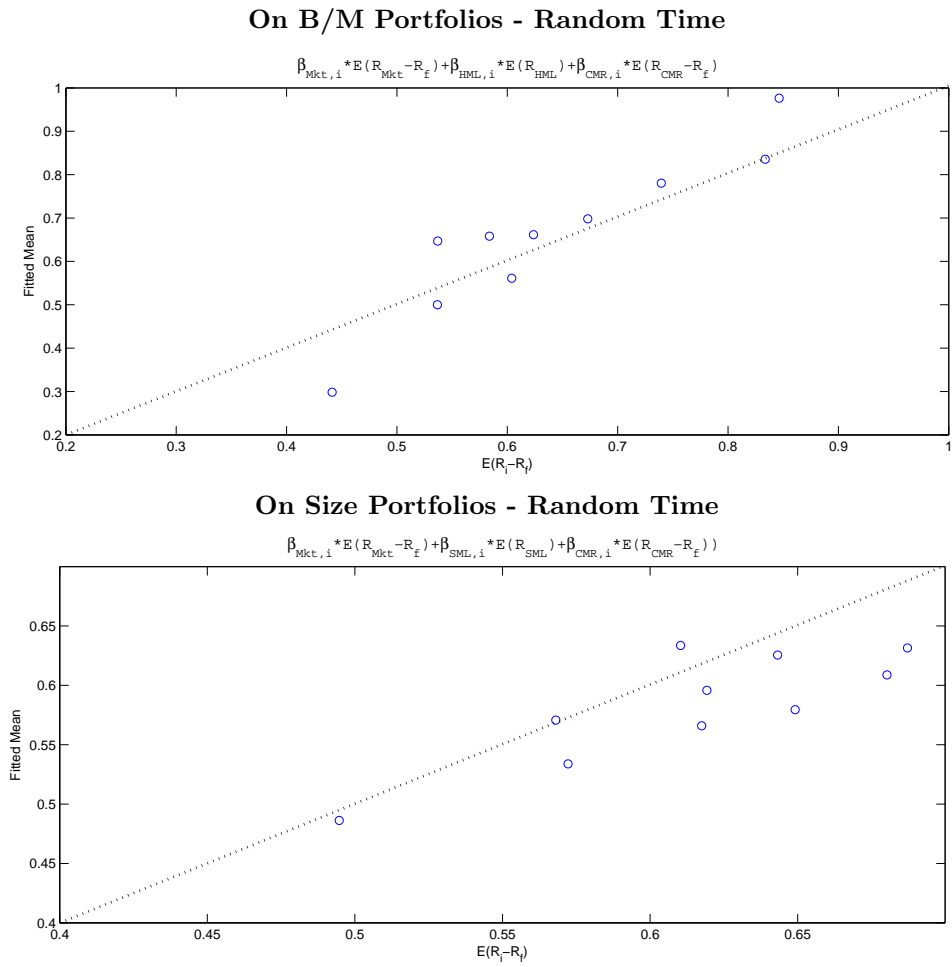 On B/M Portfolios - Random Time
β_Mkt,i*E(R_Mkt−R_f)+β_HML,i*E(R_HML)+β_CMR,i*E(R_CMR−R_f)
1
0.9
0.8
0.7
0.6
0.5
0.4
0.3
0.2
Fitted Mean
0.2 0.3 0.4 0.5 0.6 0.7 0.8 0.9 1
E(R_i−R_f)
On Size Portfolios - Random Time
β_Mkt,i*E(R_Mkt−R_f)+β_SML,i*E(R_SML)+β_CMR,i*E(R_CMR−R_f))
0.65
0.6
0.55
0.5
0.45
0.4
Fitted Mean
0.4 0.45 0.5 0.55 0.6 0.65
E(R_i−R_f)